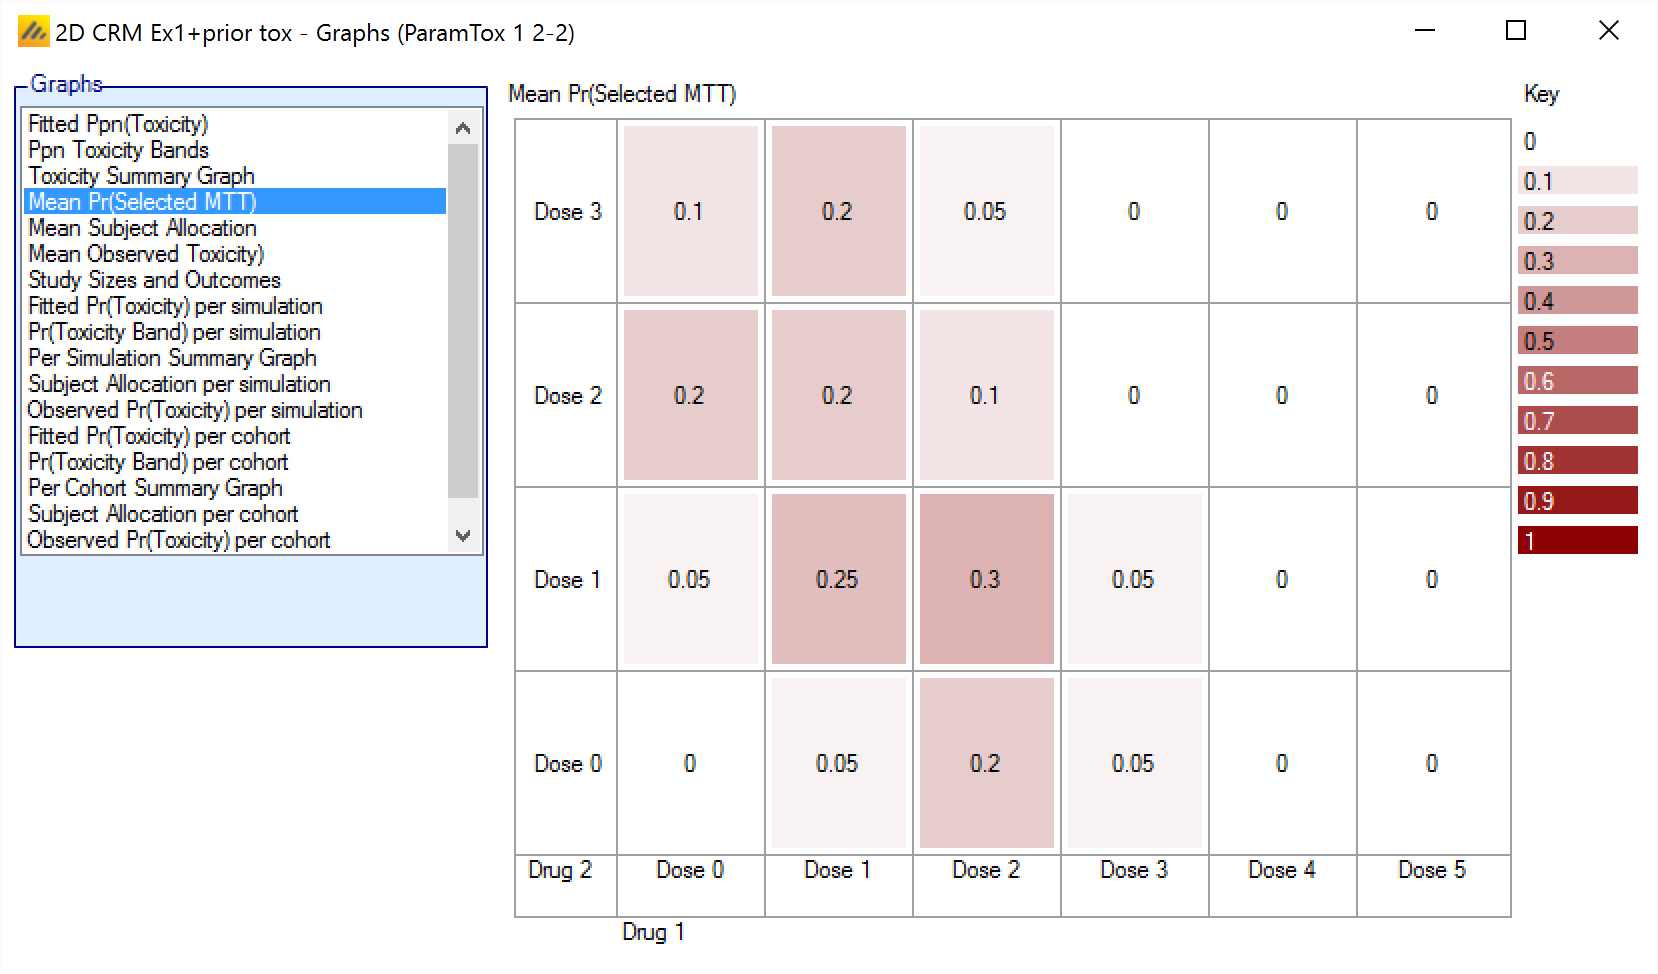 2D CRM Ex1+prior tox - Graphs (ParamTox 1 2-2)
Graphs
Fitted Ppn(Toxicity)
Ppn Toxicity Bands
Toxicity Summary Graph
Mean Pr(Selected MTT)
Mean Subject Allocation
Mean Observed Toxicity)
Study Sizes and Outcomes
Fitted Pr(Toxicity) per simulation
Pr(Toxicity Band) per simulation
Per Simulation Summary Graph
Subject Allocation per simulation
Observed Pr(Toxicity) per simulation
Fitted Pr(Toxicity) per cohort
Pr(Toxicity Band) per cohort
Per Cohort Summary Graph
Subject Allocation per cohort
Observed Pr(Toxicity) per cohort
Mean Pr(Selected MTT)
Dose 3 0.1 0.2 0.05 0 0 0
Dose 2 0.2 0.2 0.1 0 0 0
Dose 1 0.05 0.25 0.3 0.05 0 0
Dose 0 0 0.05 0.2 0.05 0 0
Drug 2 Dose 0 Dose 1 Dose 2 Dose 3 Dose 4 Dose 5
Drug 1
Key
0
0.1
0.2
0.3
0.4
0.5
0.6
0.7
0.8
0.9
1